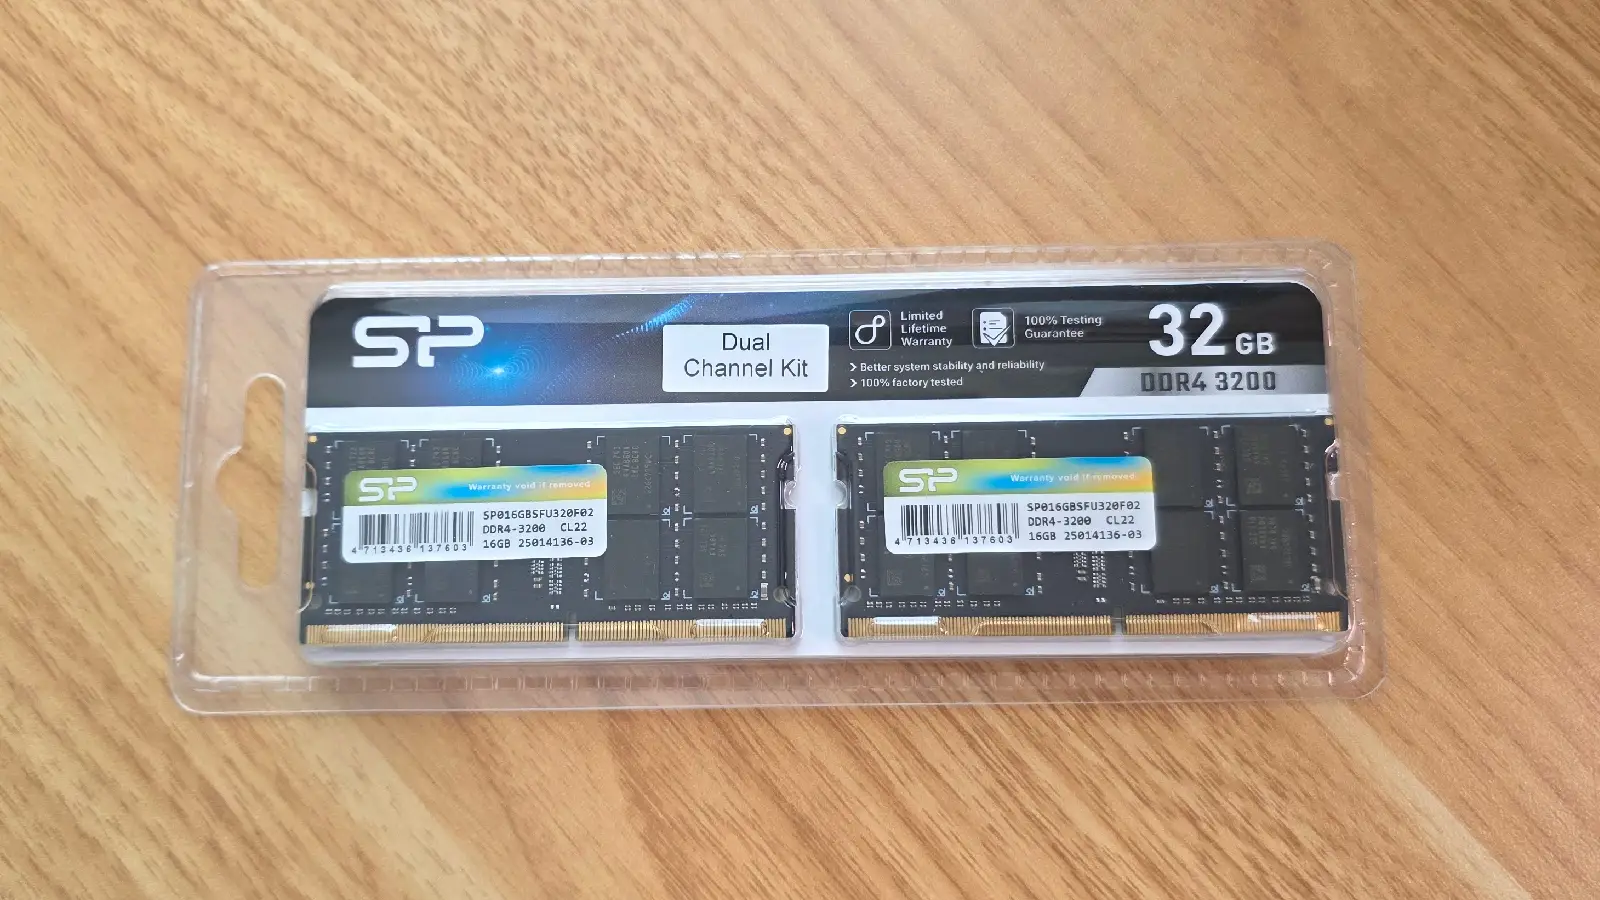 SP
Dual
Channel Kit
Limited
Lifetime
Warranty
100% Testing
Guarantee
> Better system stability and reliability
> 100% factory tested
32 GB
DDR4 3200
SP
Warranty void if removed.
SP016GBSFU320F02
DDR4-3200 CL22
16GB 25014136-03
4 713436 137603
SP
Warranty void if removed.
SP016GBSFU320F02
DDR4-3200 CL22
16GB 25014136-03
4 713436 137603